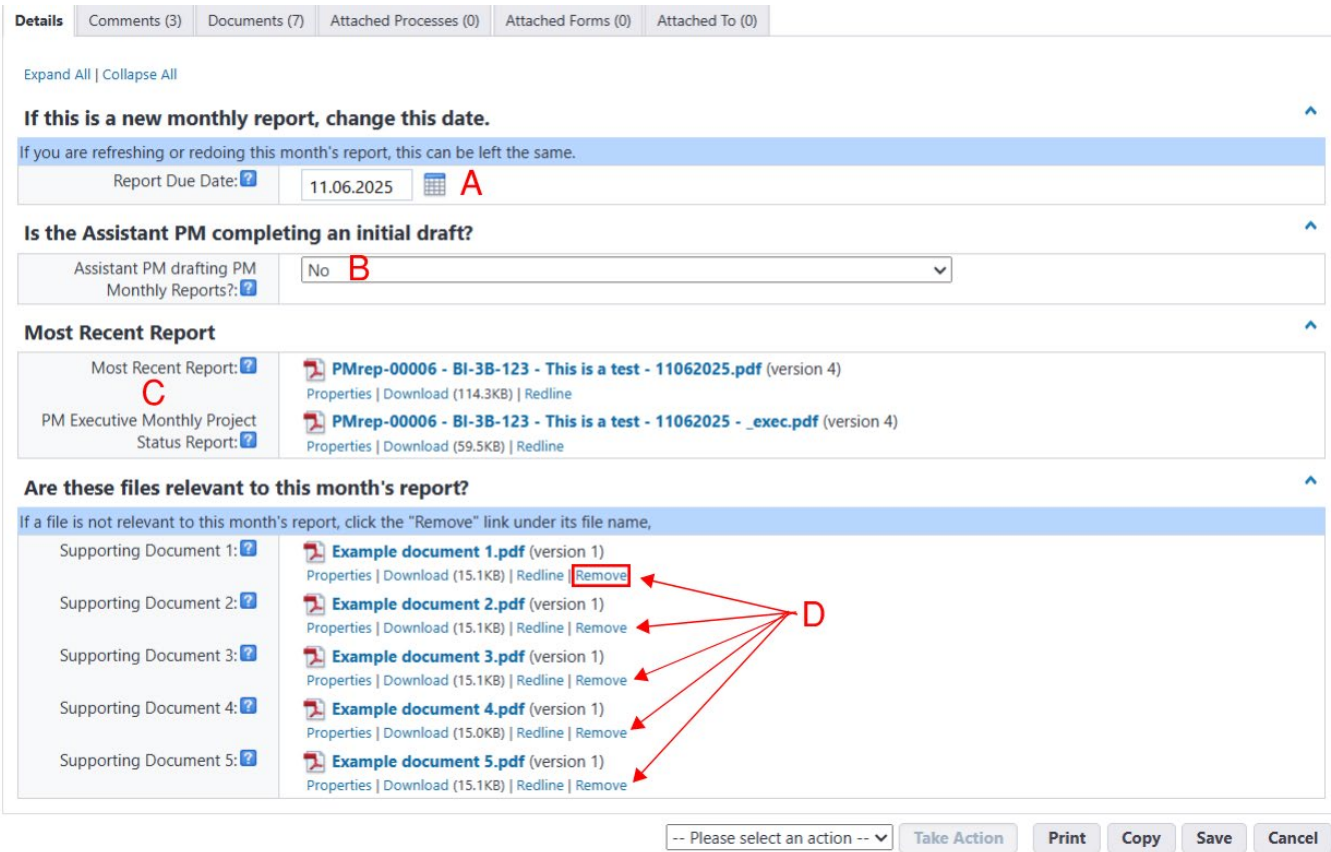 Details Comments (3) Documents (7) Attached Processes (0) Attached Forms (0) Attached To (0)
Expand All | Collapse All
If this is a new monthly report, change this date.
If you are refreshing or redoing this month's report, this can be left the same.
Report Due Date: ? 11.06.2025 A
Is the Assistant PM completing an initial draft?
Assistant PM drafting PM No B
Monthly Reports?: ?
Most Recent Report
Most Recent Report: ? PMrep-00006 - BI-3B-123 - This is a test - 11062025.pdf (version 4)
Properties | Download (114.3KB) | Redline
C
PM Executive Monthly Project PMrep-00006 - BI-3B-123 - This is a test - 11062025 - _exec.pdf (version 4)
Status Report: ? Properties | Download (59.5KB) | Redline
Are these files relevant to this month's report?
If a file is not relevant to this month's report, click the "Remove" link under its file name,
Supporting Document 1: ? Example document 1.pdf (version 1)
Properties | Download (15.1KB) | Redline | Remove
Supporting Document 2: ? Example document 2.pdf (version 1)
D
Properties | Download (15.1KB) | Redline | Remove
Supporting Document 3: ? Example document 3.pdf (version 1)
Properties | Download (15.1KB) | Redline | Remove
Supporting Document 4: ? Example document 4.pdf (version 1)
Properties | Download (15.0KB) | Redline | Remove
Supporting Document 5: ? Example document 5.pdf (version 1)
Properties | Download (15.1KB) | Redline | Remove
-- Please select an action -- Take Action Print Copy Save Cancel